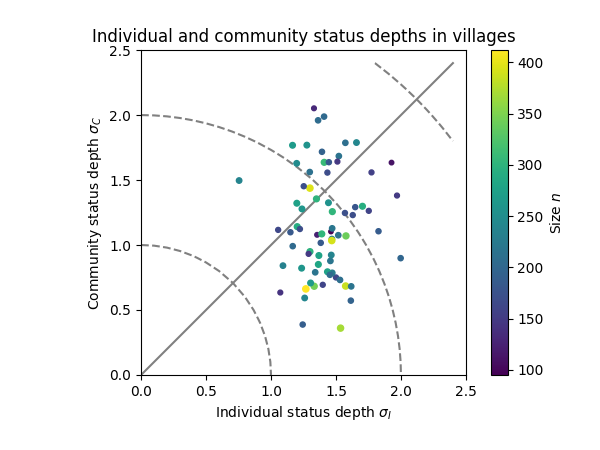 Individual and community status depths in villages
2.5
2.0
1.5
1.0
0.5
0.0
Community status depth σ_C
0.0 0.5 1.0 1.5 2.0 2.5
Individual status depth σ_I
400
350
300
250
200
150
100
Size n